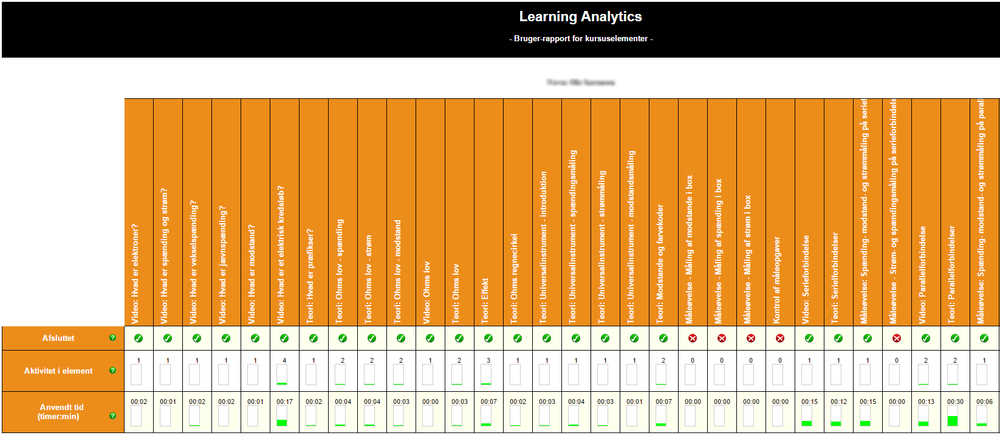 Learning Analytics
- Bruger-rapport for kursuselementer -
Video: Hvad er elektroner?
Video: Hvad er spænding og strøm?
Video: Hvad er vekselspænding?
Video: Hvad er jævnspænding?
Video: Hvad er modstand?
Video: Hvad er et elektrisk kredsløb?
Teori: Hvad er præfikser?
Teori: Ohms lov - spænding
Teori: Ohms lov - strøm
Teori: Ohms lov - modstand
Video: Ohms lov
Teori: Ohms lov
Teori: Effekt
Teori: Ohms regnecirkel
Teori: Universalinstrument - introduktion
Teori: Universalinstrument - spændingsmåling
Teori: Universalinstrument - strømmåling
Teori: Universalinstrument - modstandsmåling
Teori: Modstande og farvekoder
Måleøvelse - Måling af modstande i box
Måleøvelse - Måling af spænding i box
Måleøvelse - Måling af strøm i box
Kontrol af måleopgaver
Video: Serieforbindelse
Teori: Serielforbindelser
Måleøvelse: Spænding- modstand- og strømmåling på serief
Måleøvelse - Strøm- og spændingsmåling på serieforbindels
Video: Parallelforbindelse
Teori: Parallelforbindelser
Måleøvelse: Spænding- modstand- og strømmåling på paral
Afsluttet ?
Aktivitet i element ? 1 1 1 1 1 4 1 2 2 2 1 2 3 1 1 1 1 1 2 0 0 0 0 1 1 1 0 2 2 1
Anvendt tid
(timer:min) ? 00:02 00:01 00:02 00:02 00:01 00:17 00:02 00:04 00:04 00:03 00:00 00:03 00:07 00:02 00:03 00:04 00:03 00:01 00:07 00:00 00:00 00:00 00:00 00:15 00:12 00:15 00:00 00:13 00:30 00:06